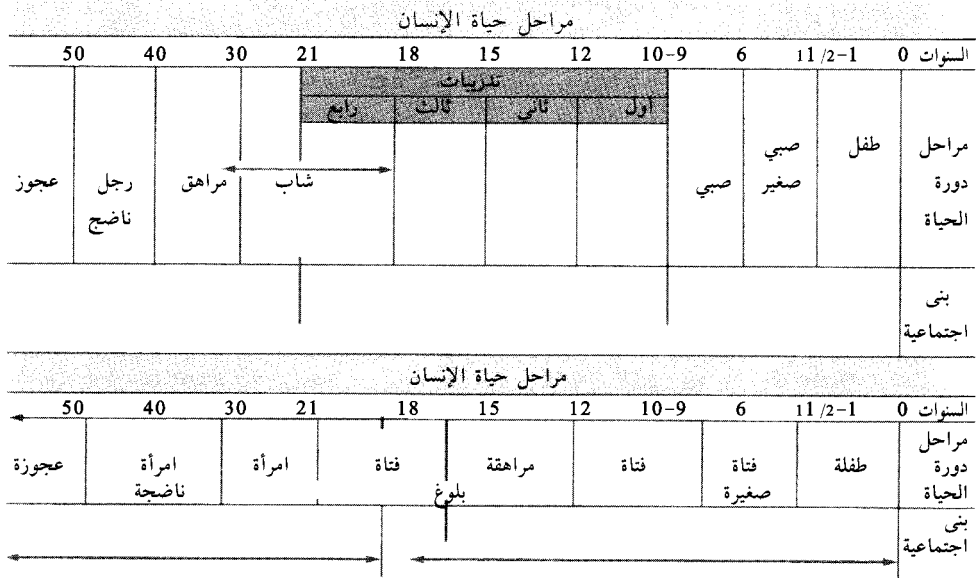 مراحل حياة الإنسان
السنوات 0 1-2/ 11 6 9-10 12 15 18 21 30 40 50
تدريبات
أول ثاني ثالث رابع
مراحل دورة الحياة
طفل
صبي صغير
صبي
شاب
مراهق
رجل ناضج
عجوز
بنى اجتماعية
مراحل حياة الإنسان
السنوات 0 1-2/ 11 6 9-10 12 15 18 21 30 40 50
مراحل دورة الحياة
طفلة
فتاة صغيرة
فتاة
مراهقة
بلوغ
فتاة
امرأة
امرأة ناضجة
عجوزة
بنى اجتماعية